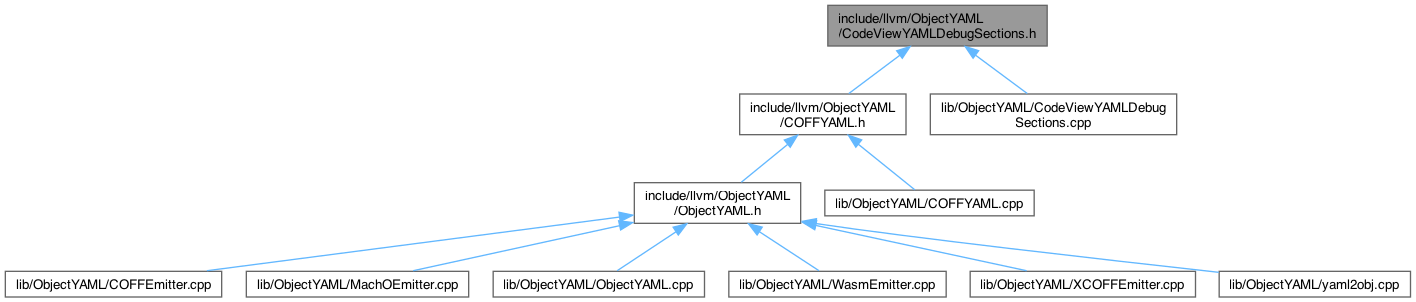 include/llvm/ObjectYAML
/CodeViewYAMLDebugSections.h
include/llvm/ObjectYAML
/COFFYAML.h
lib/ObjectYAML/CodeViewYAMLDebug
Sections.cpp
include/llvm/ObjectYAML
/ObjectYAML.h
lib/ObjectYAML/COFFYAML.cpp
lib/ObjectYAML/COFFEmitter.cpp
lib/ObjectYAML/MachOEmitter.cpp
lib/ObjectYAML/ObjectYAML.cpp
lib/ObjectYAML/WasmEmitter.cpp
lib/ObjectYAML/XCOFFEmitter.cpp
lib/ObjectYAML/yaml2obj.cpp